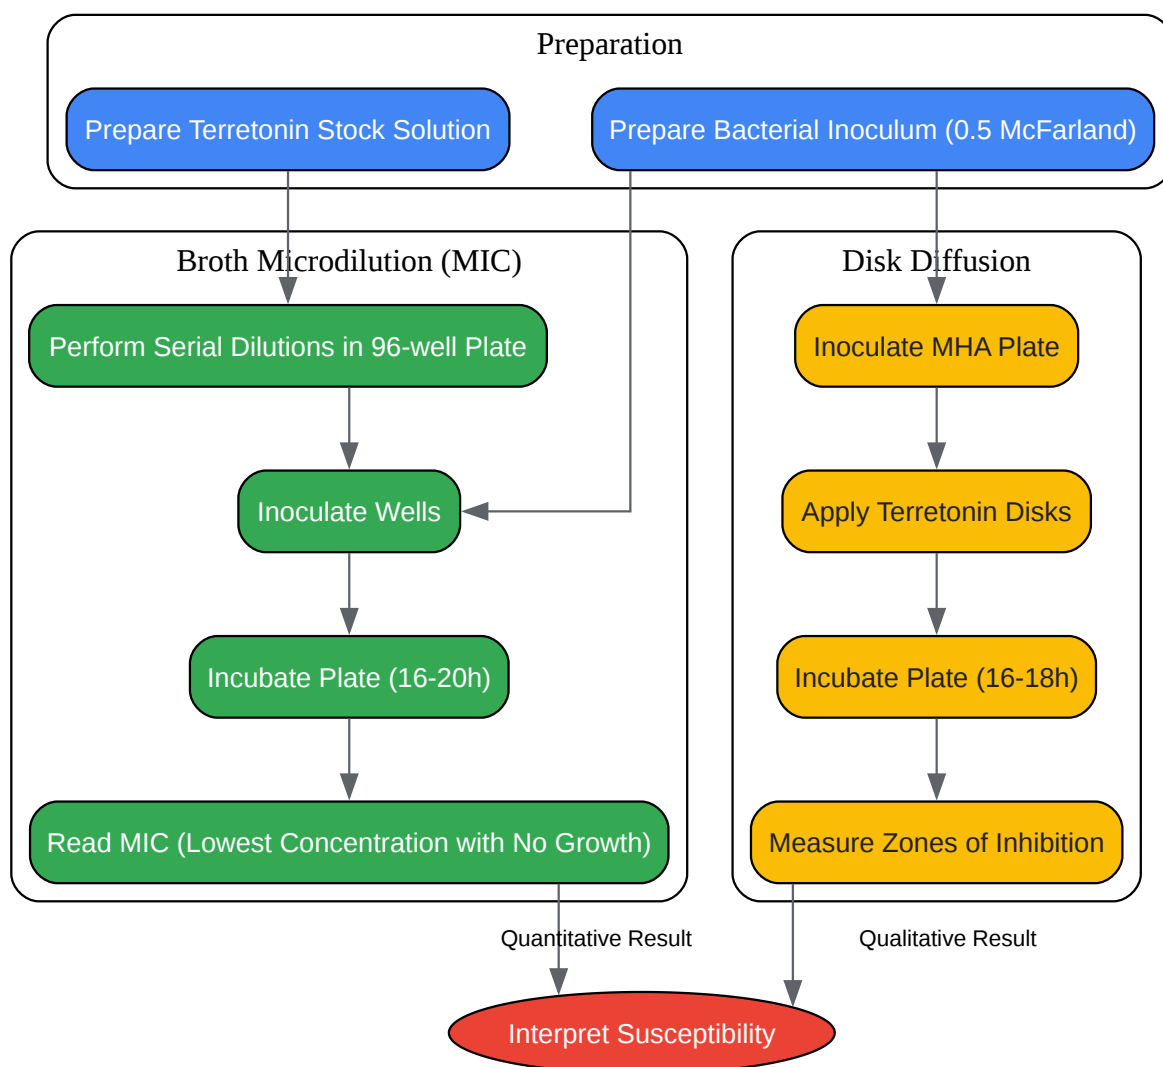 Preparation
Prepare Terretonin Stock Solution
Prepare Bacterial Inoculum (0.5 McFarland)
Broth Microdilution (MIC)
Perform Serial Dilutions in 96-well Plate
Inoculate Wells
Incubate Plate (16-20h)
Read MIC (Lowest Concentration with No Growth)
Disk Diffusion
Inoculate MHA Plate
Apply Terretonin Disks
Incubate Plate (16-18h)
Measure Zones of Inhibition
Quantitative Result
Qualitative Result
Interpret Susceptibility